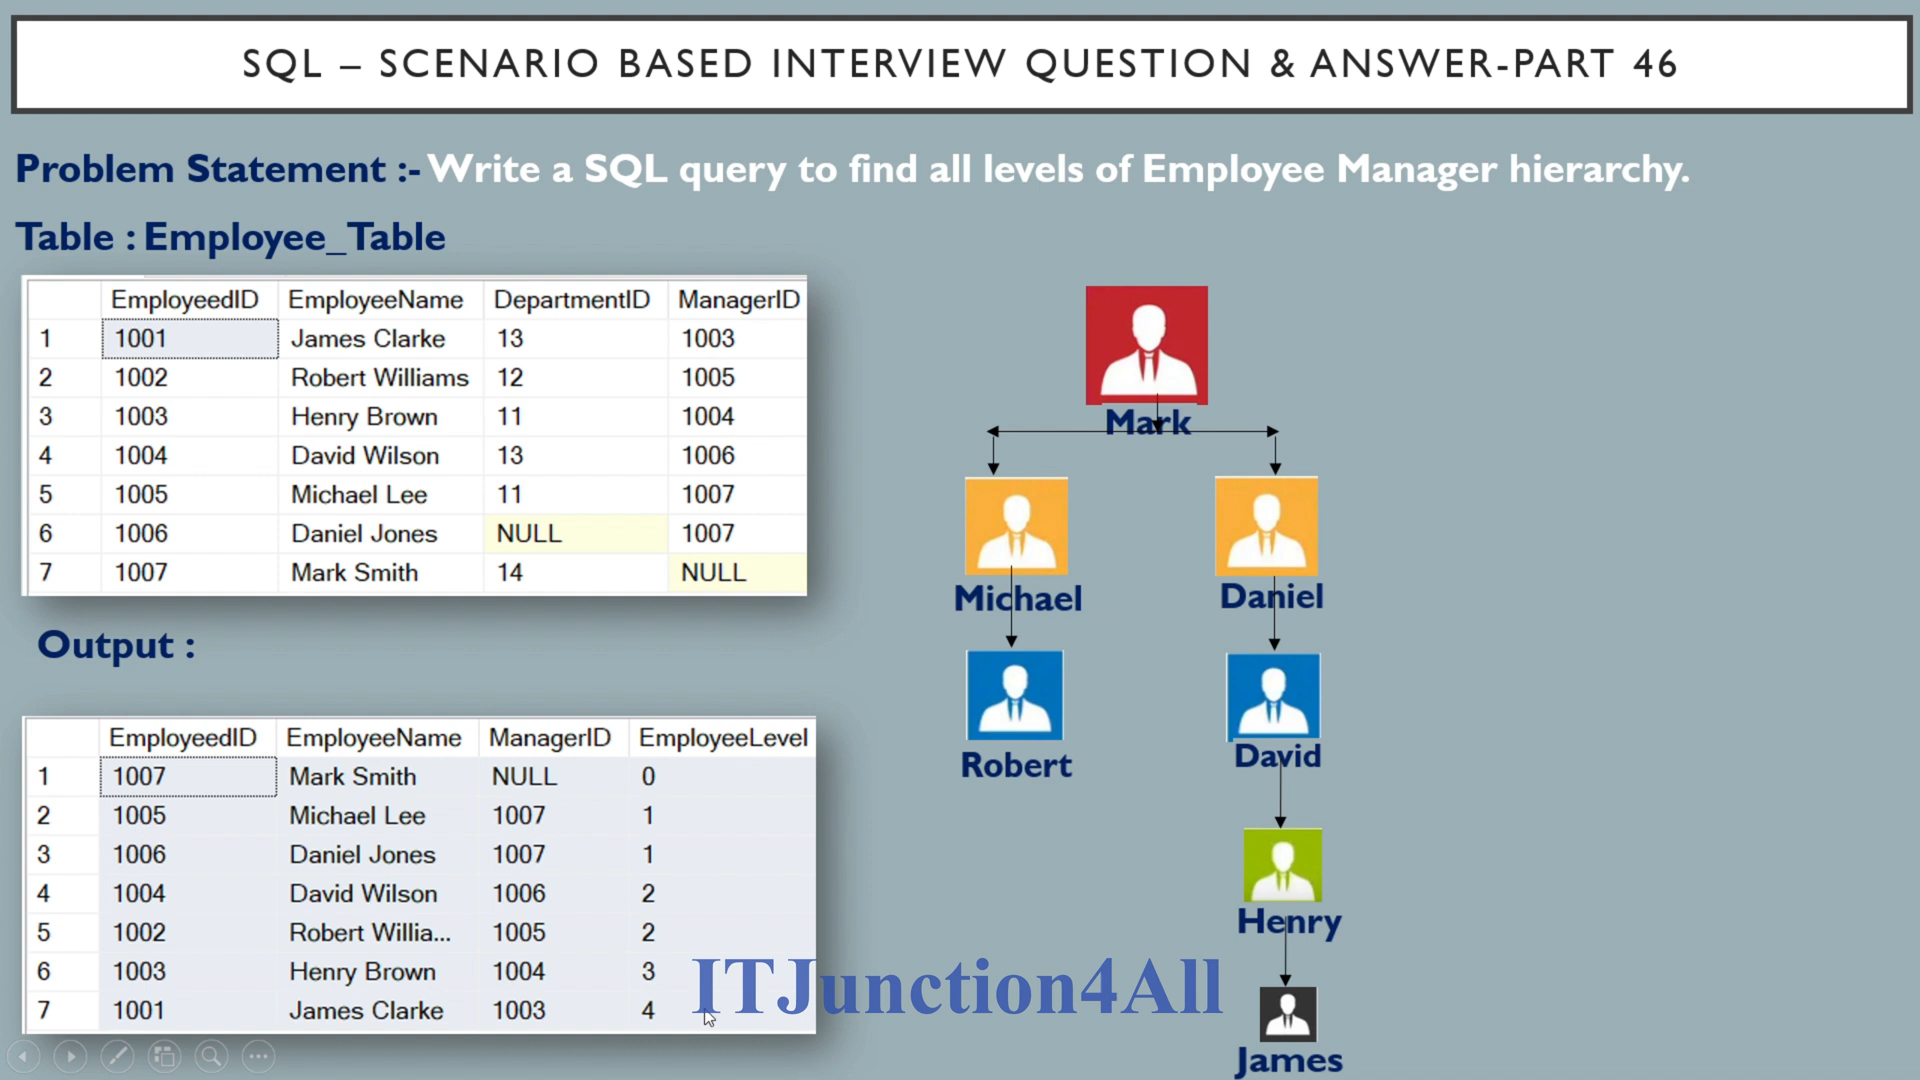 SQL – SCENARIO BASED INTERVIEW QUESTION & ANSWER-PART 46
Problem Statement :- Write a SQL query to find all levels of Employee Manager hierarchy.
Table : Employee_Table
EmployeedID EmployeeName DepartmentID ManagerID
1 1001 James Clarke 13 1003
2 1002 Robert Williams 12 1005
3 1003 Henry Brown 11 1004
4 1004 David Wilson 13 1006
5 1005 Michael Lee 11 1007
6 1006 Daniel Jones NULL 1007
7 1007 Mark Smith 14 NULL
Output :
EmployeedID EmployeeName ManagerID EmployeeLevel
1 1007 Mark Smith NULL 0
2 1005 Michael Lee 1007 1
3 1006 Daniel Jones 1007 1
4 1004 David Wilson 1006 2
5 1002 Robert Willia... 1005 2
6 1003 Henry Brown 1004 3
7 1001 James Clarke 1003 4
Mark
Michael Daniel
Robert David
Henry
James
ITJunction4All